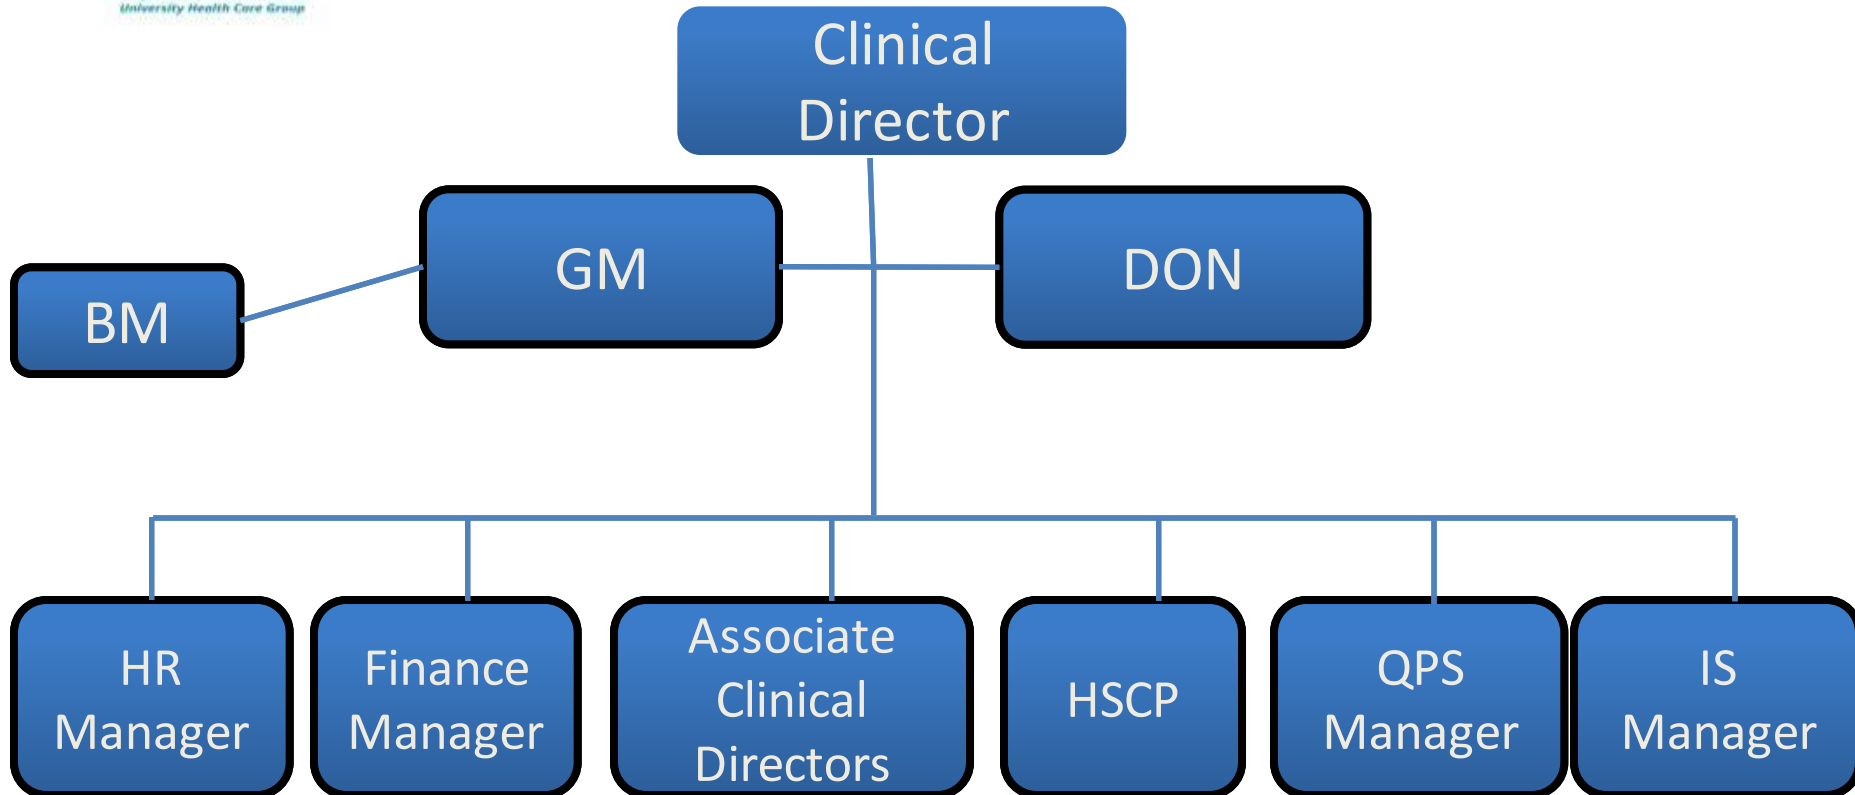 University Health Care Group
Clinical
Director
GM
DON
BM
HR
Manager
Finance
Manager
Associate
Clinical
Directors
HSCP
QPS
Manager
IS
Manager